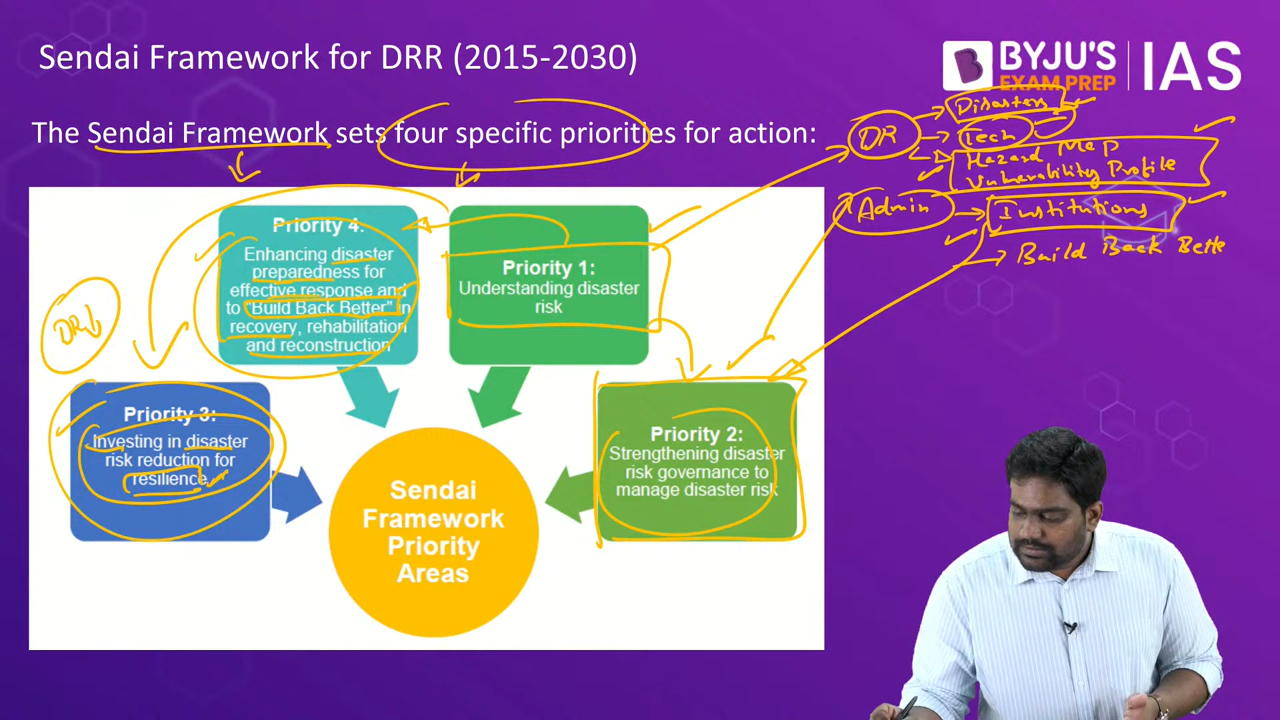 Sendai Framework for DRR (2015-2030)
BYJU'S
EXAM PREP
IAS
The Sendai Framework sets four specific priorities for action:
DR
Disasters
Tech
Hazard Map
Vulnerability Profile
Admin
Institutions
Build Back Bette
Priority 4:
Enhancing disaster
preparedness for
effective response and
to "Build Back Better" in
recovery, rehabilitation
and reconstruction
Priority 1:
Understanding disaster
risk
DR↓
Priority 3:
Investing in disaster
risk reduction for
resilience
Priority 2:
Strengthening disaster
risk governance to
manage disaster risk
Sendai
Framework
Priority
Areas